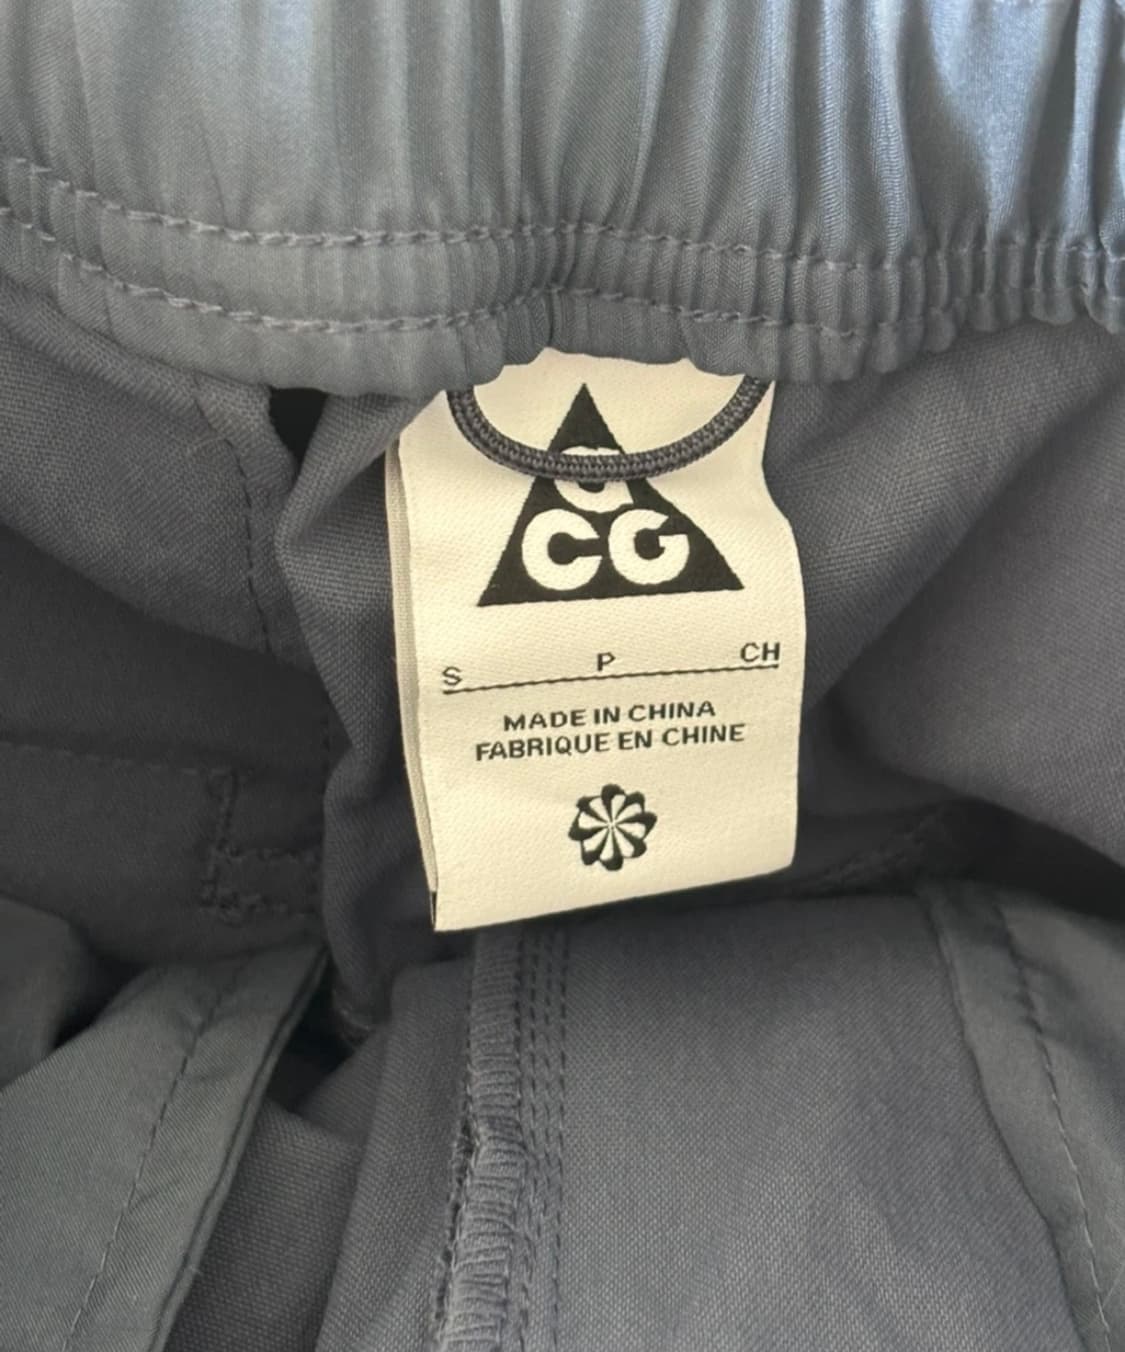 ACG
S P CH
MADE IN CHINA
FABRIQUE EN CHINE